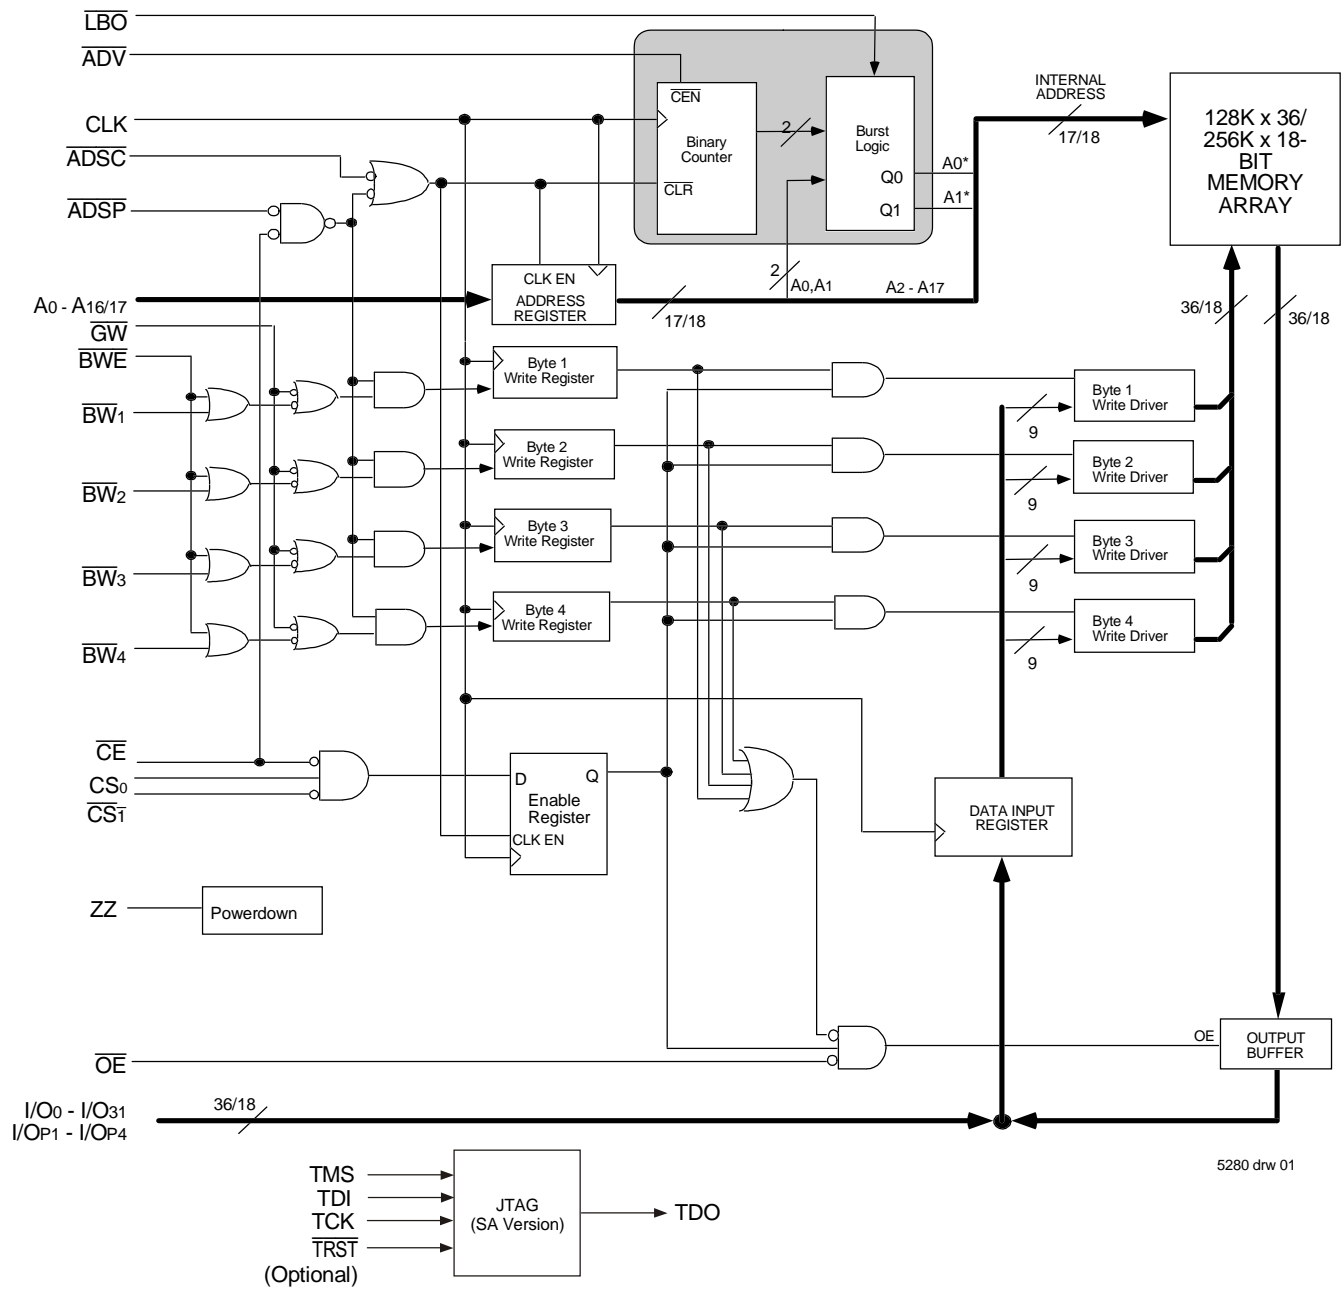 LBO
ADV
CEN
CLK
Binary
Counter
2
Burst
Logic
Q0
Q1
A0*
A1*
INTERNAL
ADDRESS
17/18
128K x 36/
256K x 18-
BIT
MEMORY
ARRAY
ADSC
CLR
ADSP
2
A0,A1
A2 - A17
CLK EN
ADDRESS
REGISTER
17/18
A0 - A16/17
GW
BWE
36/18
36/18
Byte 1
Write Register
Byte 1
Write Driver
9
BW1
Byte 2
Write Register
Byte 2
Write Driver
9
BW2
Byte 3
Write Register
Byte 3
Write Driver
9
BW3
Byte 4
Write Register
Byte 4
Write Driver
9
BW4
CE
CS0
CS1
D
Q
Enable
Register
CLK EN
DATA INPUT
REGISTER
ZZ
Powerdown
OE
OE
OUTPUT
BUFFER
I/O0 - I/O31
I/OP1 - I/OP4
36/18
5280 drw 01
TMS
TDI
TCK
TRST
(Optional)
JTAG
(SA Version)
TDO